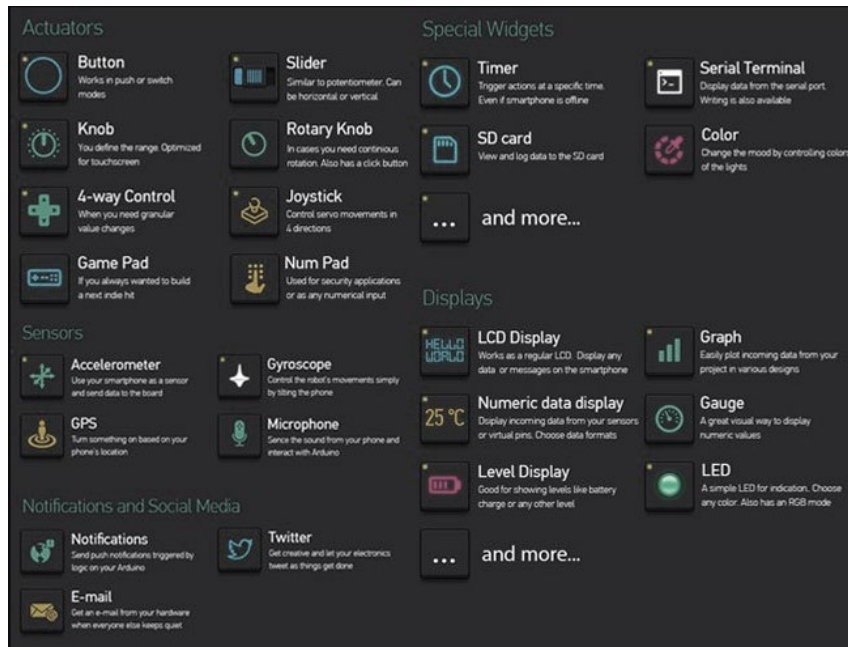 Actuators
Button
Works in push or switch
modes
Slider
Similar to potentiometer. Can
be horizontal or vertical
Knob
You define the range. Optimized
for touchscreen
Rotary Knob
In cases you need continious
rotation. Also has a click button
4-way Control
When you need granular
value changes
Joystick
Control servo movements in
4 directions
Game Pad
If you always wanted to build
a next indie hit
Num Pad
Used for security applications
or as any numerical input
Sensors
Accelerometer
Use your smartphone as a sensor
and send data to the board
Gyroscope
Control the robot's movements simply
by tilting the phone
GPS
Turn something on based on your
phone's location
Microphone
Sence the sound from your phone and
interact with Arduino
Notifications and Social Media
Notifications
Send push notifications triggered by
logic on your Arduino
Twitter
Get creative and let your electronics
tweet as things get done
E-mail
Get an e-mail from your hardware
when everyone else keeps quiet
Special Widgets
Timer
Trigger actions at a specific time.
Even if smartphone is offline
Serial Terminal
Display data from the serial port.
Writing is also available
SD card
View and log data to the SD card
Color
Change the mood by controlling colors
of the lights
... and more...
Displays
HELLO
WORLD
LCD Display
Works as a regular LCD. Display any
data or messages on the smartphone
Graph
Easily plot incoming data from your
project in various designs
25 °C
Numeric data display
Display incoming data from your sensors
or virtual pins. Choose data formats
Gauge
A great visual way to display
numeric values
Level Display
Good for showing levels like battery
charge or any other level
LED
A simple LED for indication. Choose
any color. Also has an RGB mode
... and more...